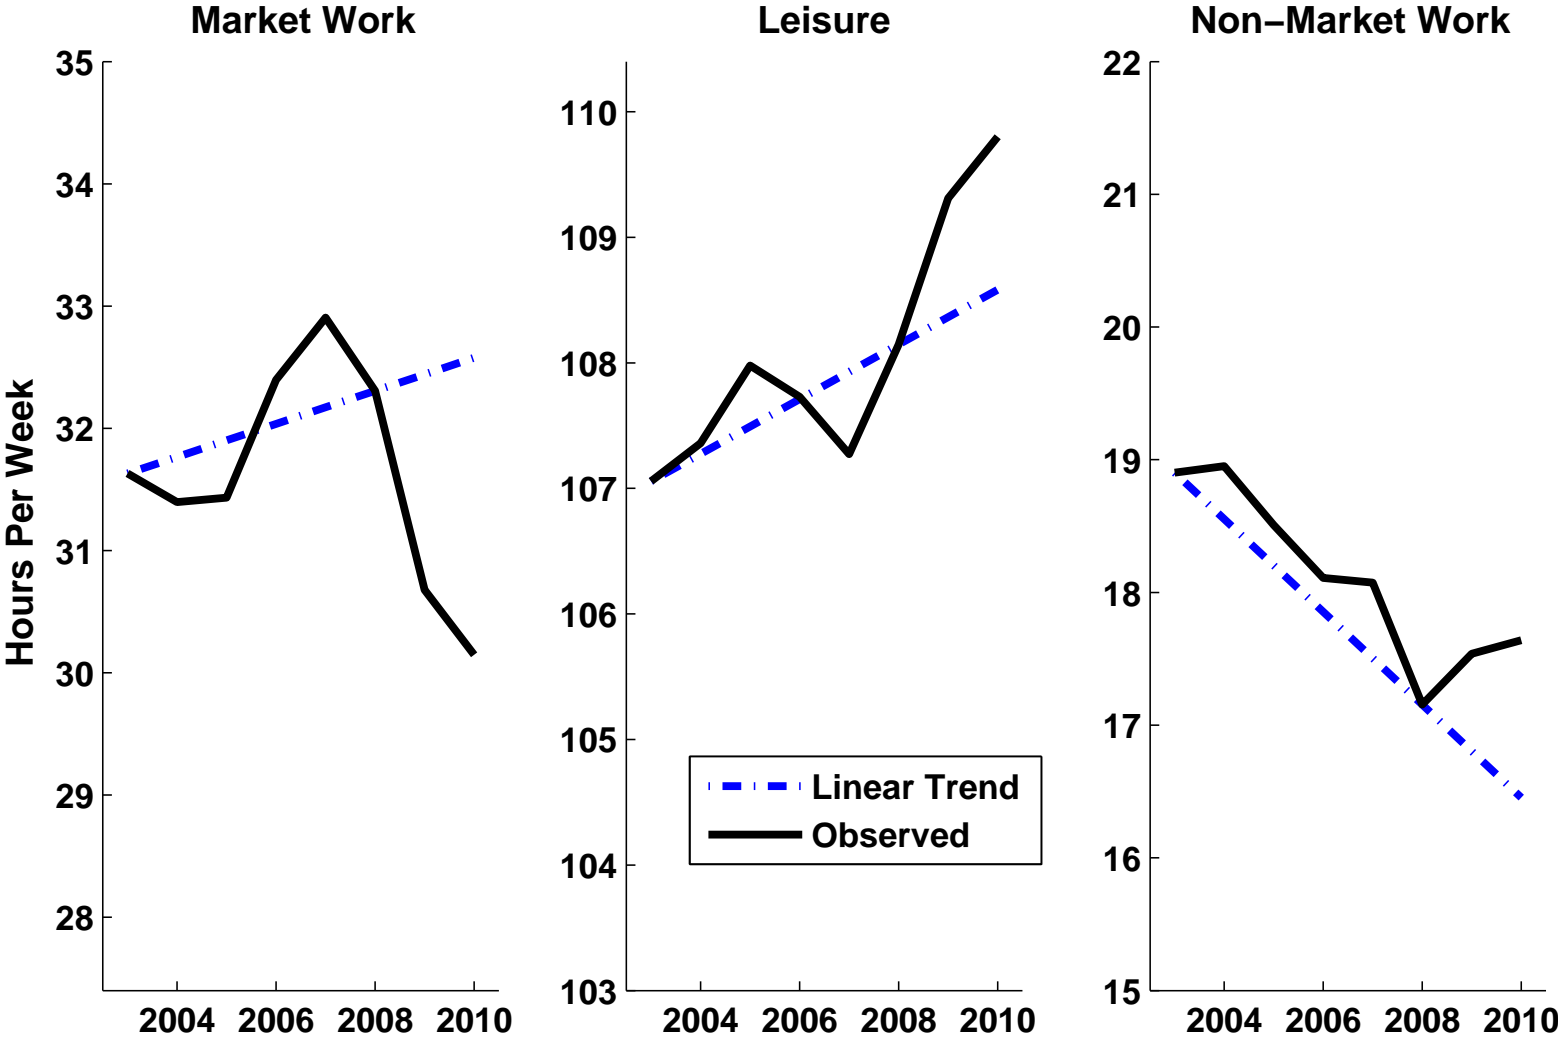 Market Work
Leisure
Non−Market Work
Hours Per Week
35
34
33
32
31
30
29
28
2004 2006 2008 2010
110
109
108
107
106
105
104
103
2004 2006 2008 2010
Linear Trend
Observed
22
21
20
19
18
17
16
15
2004 2006 2008 2010